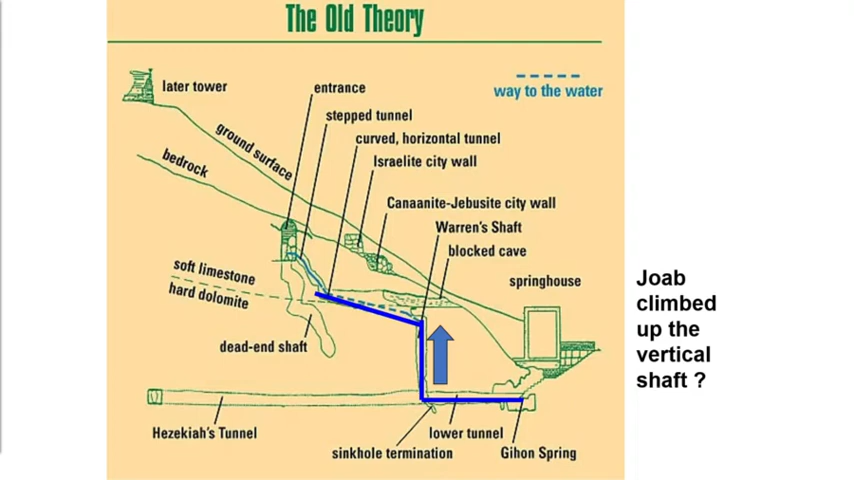 The Old Theory
later tower
entrance
way to the water
stepped tunnel
ground surface
curved, horizontal tunnel
bedrock
Israelite city wall
Canaanite-Jebusite city wall
Warren's Shaft
blocked cave
soft limestone
springhouse
hard dolomite
Joab
climbed
up the
vertical
shaft ?
dead-end shaft
Hezekiah's Tunnel
lower tunnel
sinkhole termination
Gihon Spring